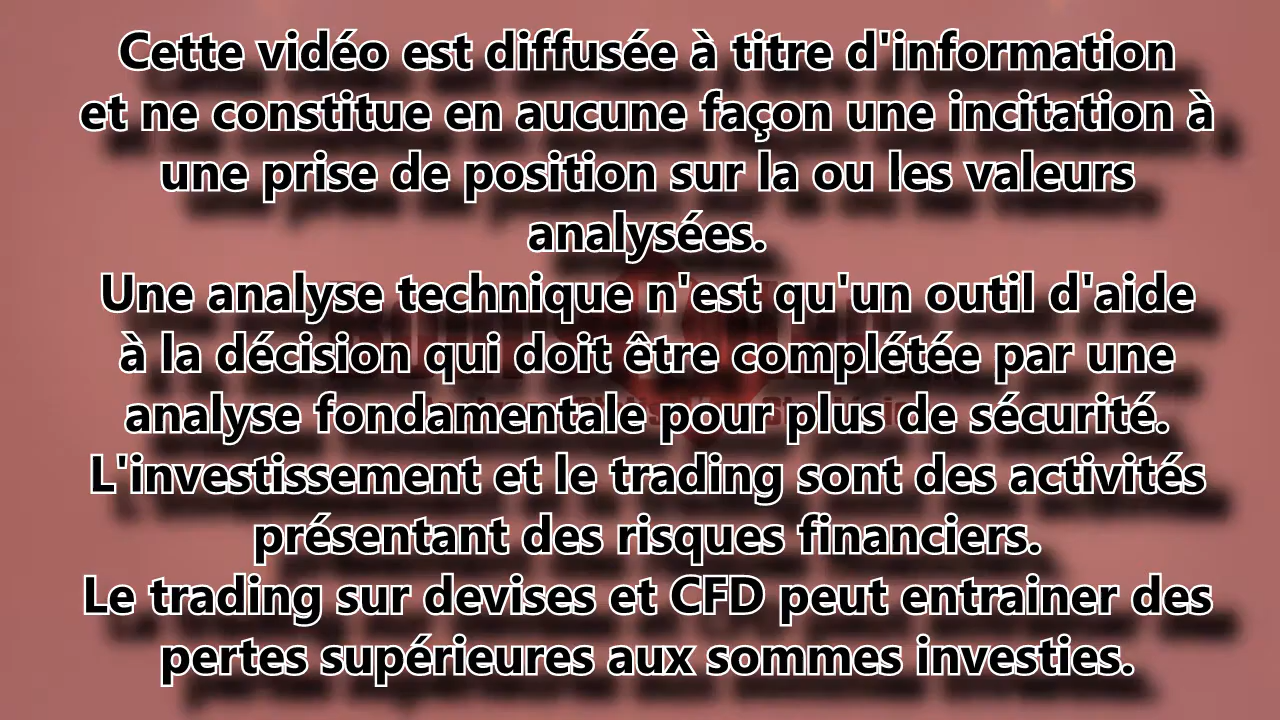 Cette vidéo est diffusée à titre d'information
et ne constitue en aucune façon une incitation à
une prise de position sur la ou les valeurs
analysées.
Une analyse technique n'est qu'un outil d'aide
à la décision qui doit être complétée par une
analyse fondamentale pour plus de sécurité.
L'investissement et le trading sont des activités
présentant des risques financiers.
Le trading sur devises et CFD peut entrainer des
pertes supérieures aux sommes investies.